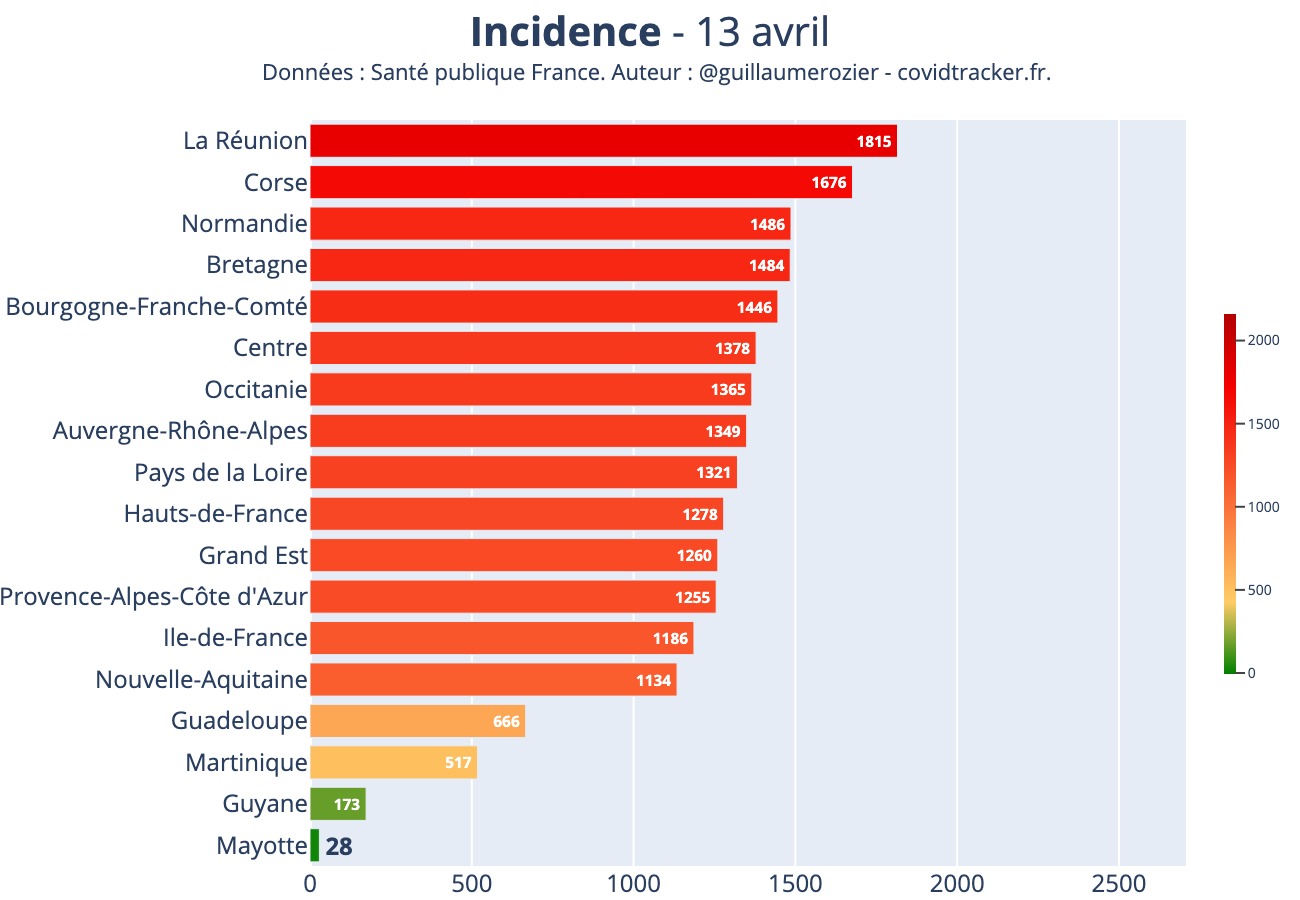 Incidence - 13 avril
Données : Santé publique France. Auteur : @guillaumerozier - covidtracker.fr.
La Réunion 1815
Corse 1676
Normandie 1486
Bretagne 1484
Bourgogne-Franche-Comté 1446
Centre 1378
Occitanie 1365
Auvergne-Rhône-Alpes 1349
Pays de la Loire 1321
Hauts-de-France 1278
Grand Est 1260
Provence-Alpes-Côte d'Azur 1255
Ile-de-France 1186
Nouvelle-Aquitaine 1134
Guadeloupe 666
Martinique 517
Guyane 173
Mayotte 28
0 500 1000 1500 2000 2500
2000
1500
1000
500
0